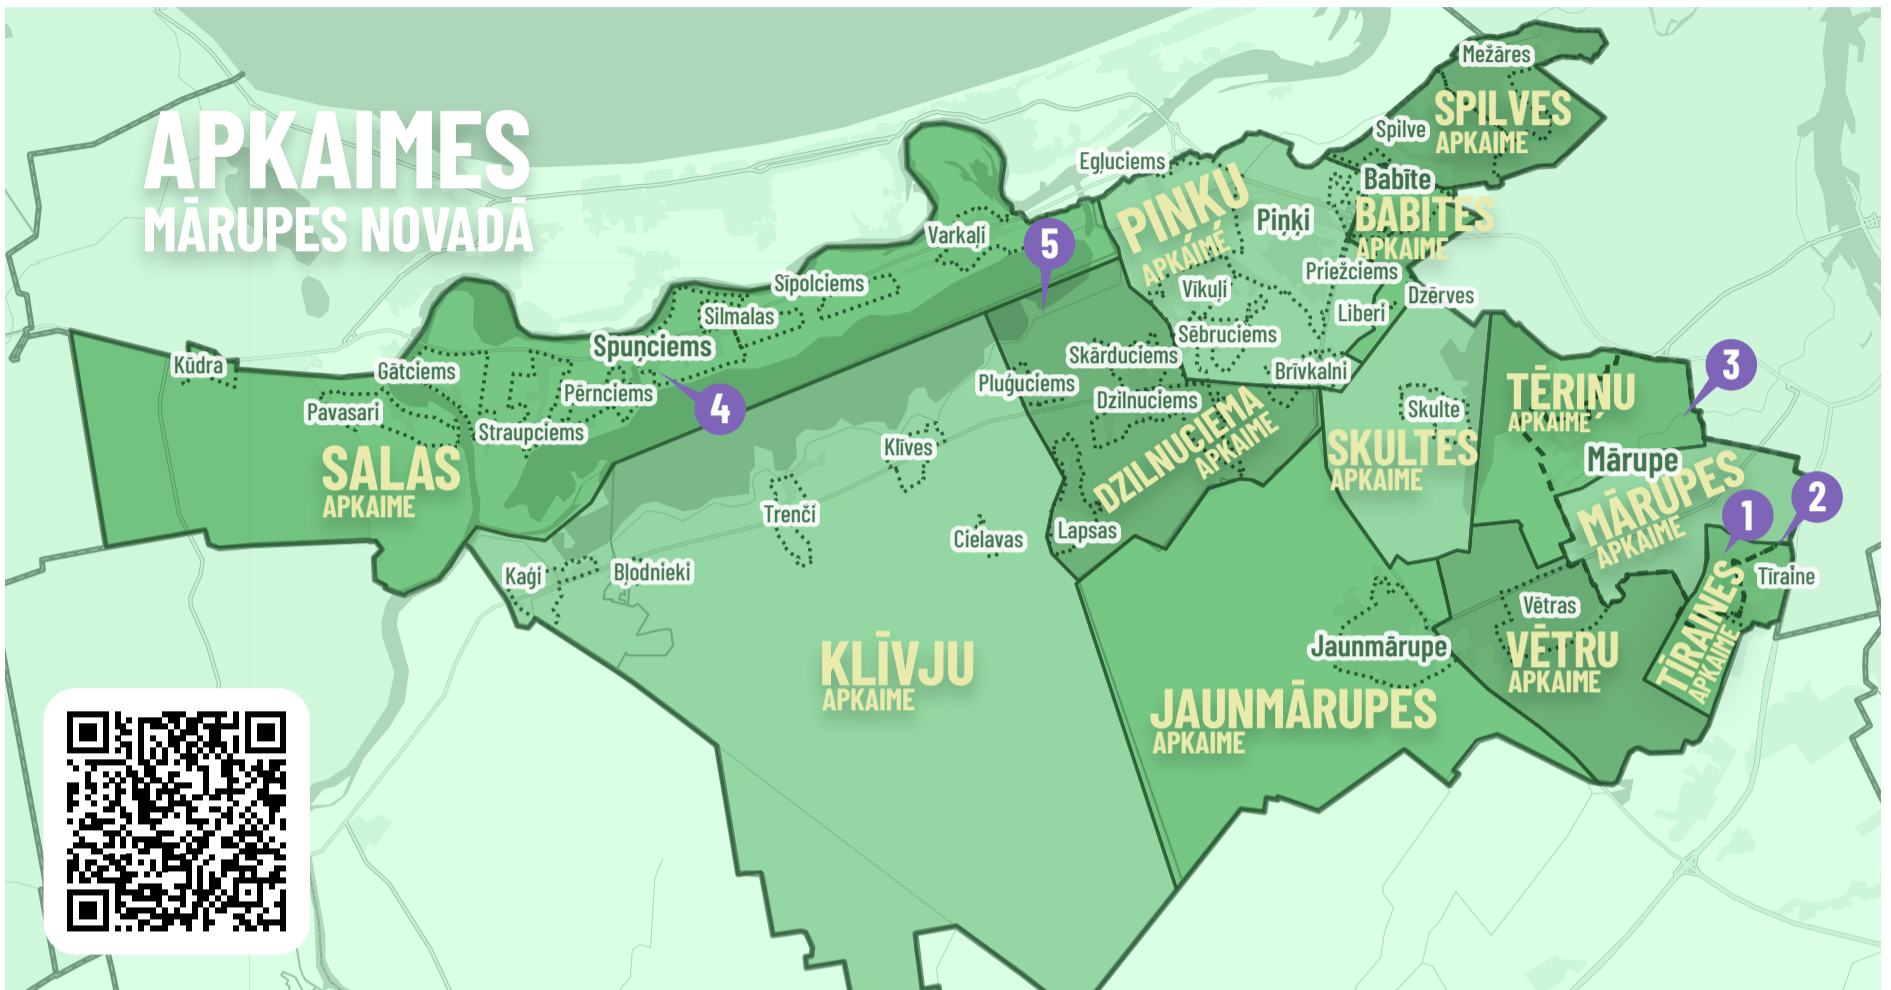 APKAIMES
MĀRUPES NOVADĀ
Mežāres
SPILVES
APKAIME
Spilve
Egļuciems
Babīte
BABĪTES
APKAIME
PIŅĶU
APKAIME
Piņķi
Varkaļi
5
Priežciems
Vīkuļi
Dzērves
Liberi
Sīpolciems
Silmalas
Sēbruciems
Spuņciems
Skārduciems
Brīvkalni
Kūdra
Gātciems
Pērnciems
4
Pluģuciems
Dzilnuciems
DZILNUCIEMA
APKAIME
Pavasari
Straupciems
SALAS
APKAIME
Klīves
Skulte
SKULTES
APKAIME
TĒRIŅU
APKAIME
3
Mārupe
MĀRUPES
APKAIME
1
2
Trenči
Cielavas
Lapsas
Kaģi
Bļodnieki
Tīraine
TĪRAINES
APKAIME
Vētras
VĒTRU
APKAIME
Jaunmārupe
KLĪVJU
APKAIME
JAUNMĀRUPES
APKAIME